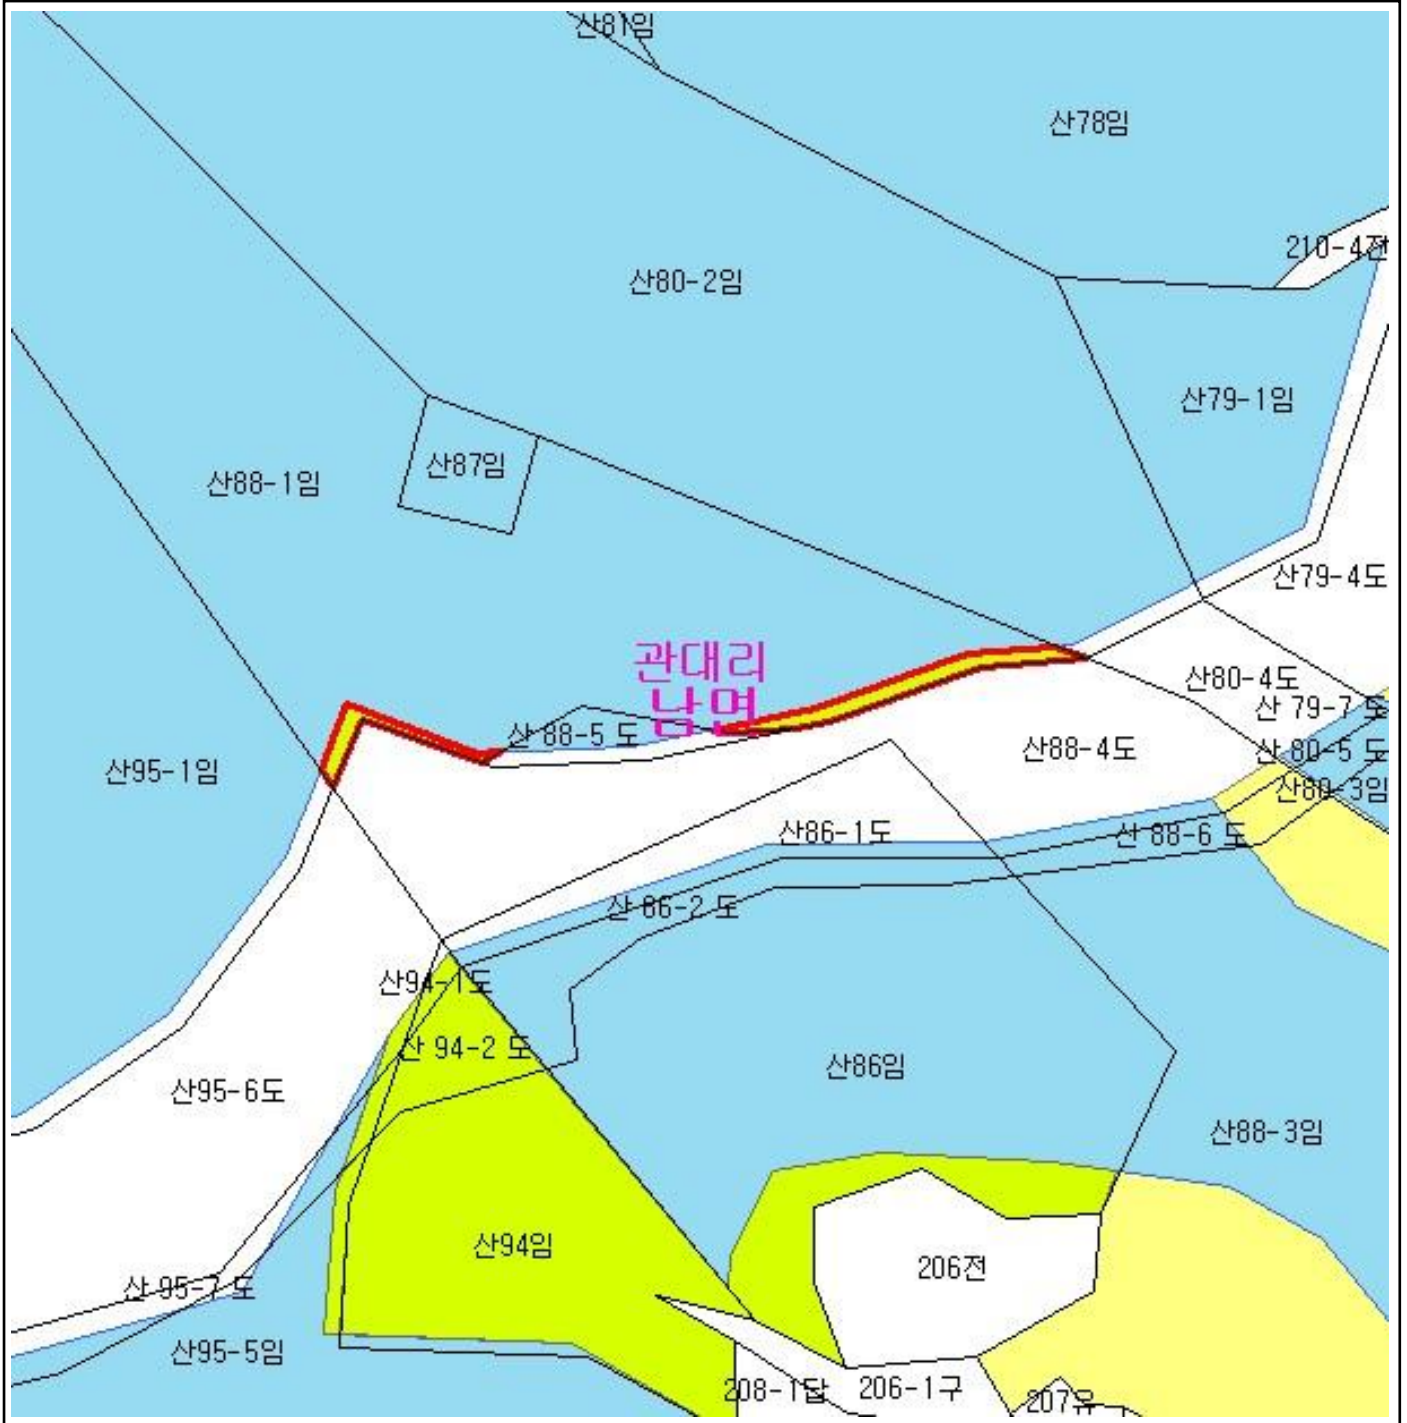 산81임
산78임
210-4전
산80-2임
산79-1임
산87임
산88-1임
산79-4도
관대리
남면
산80-4도
산 79-7 도
산 88-5 도
산88-4도
산 80-5 도
산95-1임
산80-3임
산86-1도
산 88-6 도
산 86-2 도
산94-1도
산 94-2 도
산86임
산95-6도
산88-3임
산94임
206전
산 95-7 도
산95-5임
208-1답
206-1구
207유